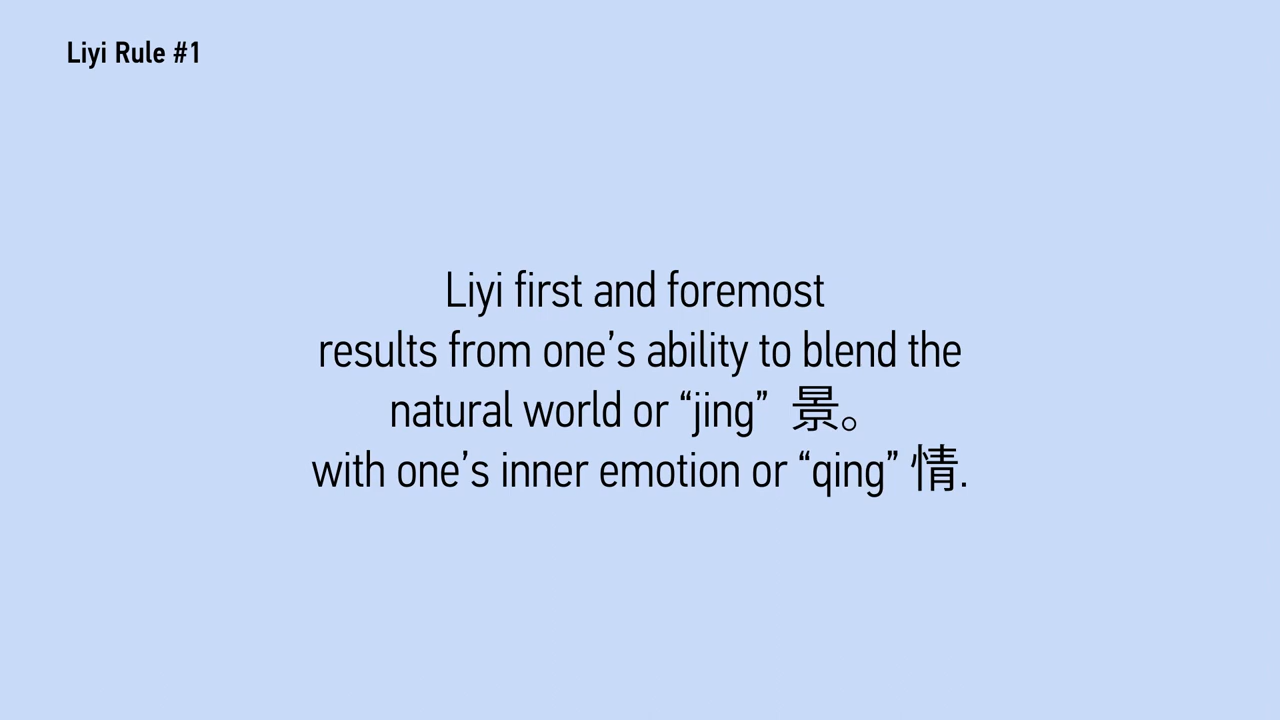 Liyi Rule #1
Liyi first and foremost
results from one’s ability to blend the
natural world or “jing” 景。
with one’s inner emotion or “qing” 情.